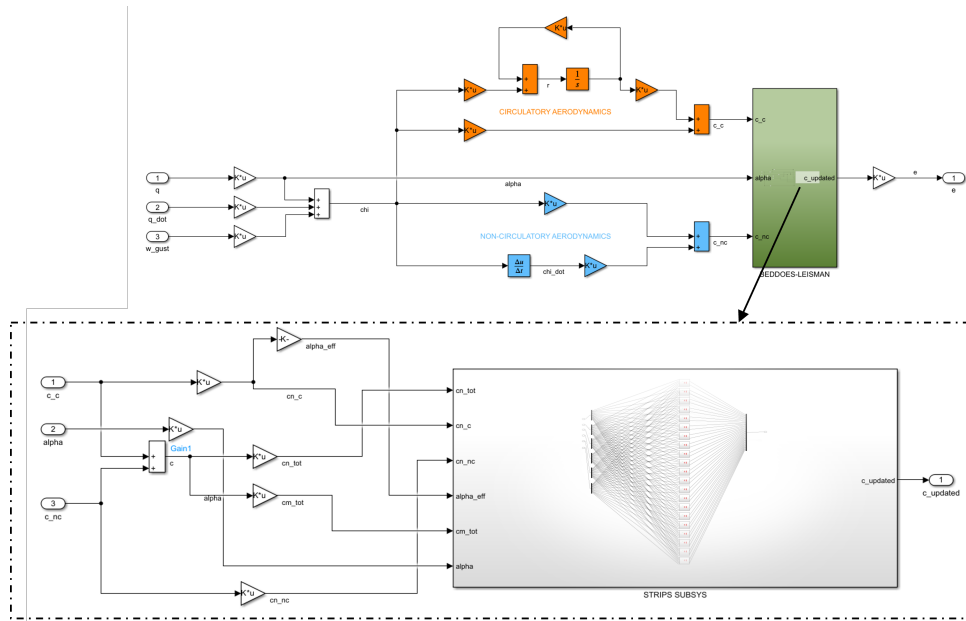 K*u
+
+
r
1
s
K*u
K*u
CIRCULATORY AERODYNAMICS
K*u
+
+
c_c
c_c
1
q
K*u
alpha
alpha
c_updated
K*u
e
1
e
2
q_dot
K*u
+
+
+
chi
K*u
3
w_gust
K*u
NON-CIRCULATORY AERODYNAMICS
+
+
c_nc
c_nc
Δu
Δt
chi_dot
K*u
BEDDOES-LEISMAN
-K-
alpha_eff
1
c_c
K*u
cn_c
cn_tot
2
alpha
K*u
cn_c
Gain1
+
+
c
K*u
cn_tot
cn_nc
3
c_nc
alpha
K*u
cm_tot
alpha_eff
cm_tot
alpha
K*u
cn_nc
c_updated
1
c_updated
STRIPS SUBSYS